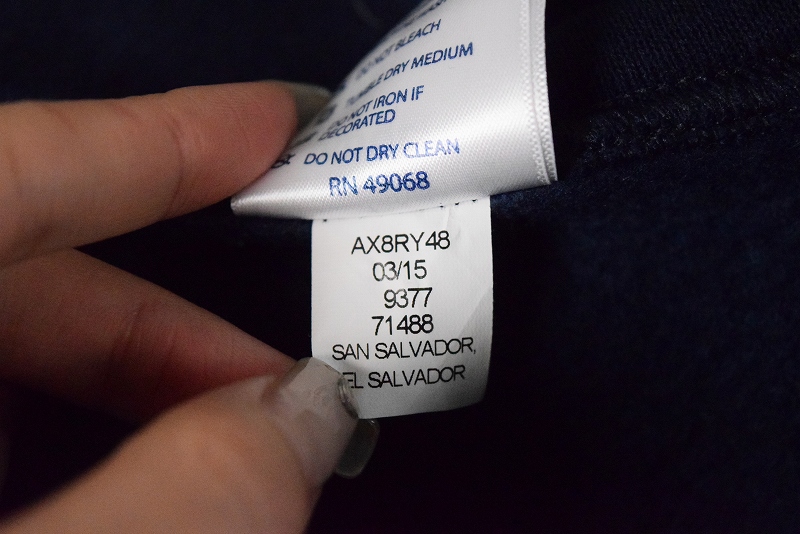 DO NOT BLEACH
TUMBLE DRY MEDIUM
DO NOT IRON IF
DECORATED
DO NOT DRY CLEAN
RN 49068
AX8RY48
03/15
9377
71488
SAN SALVADOR,
EL SALVADOR